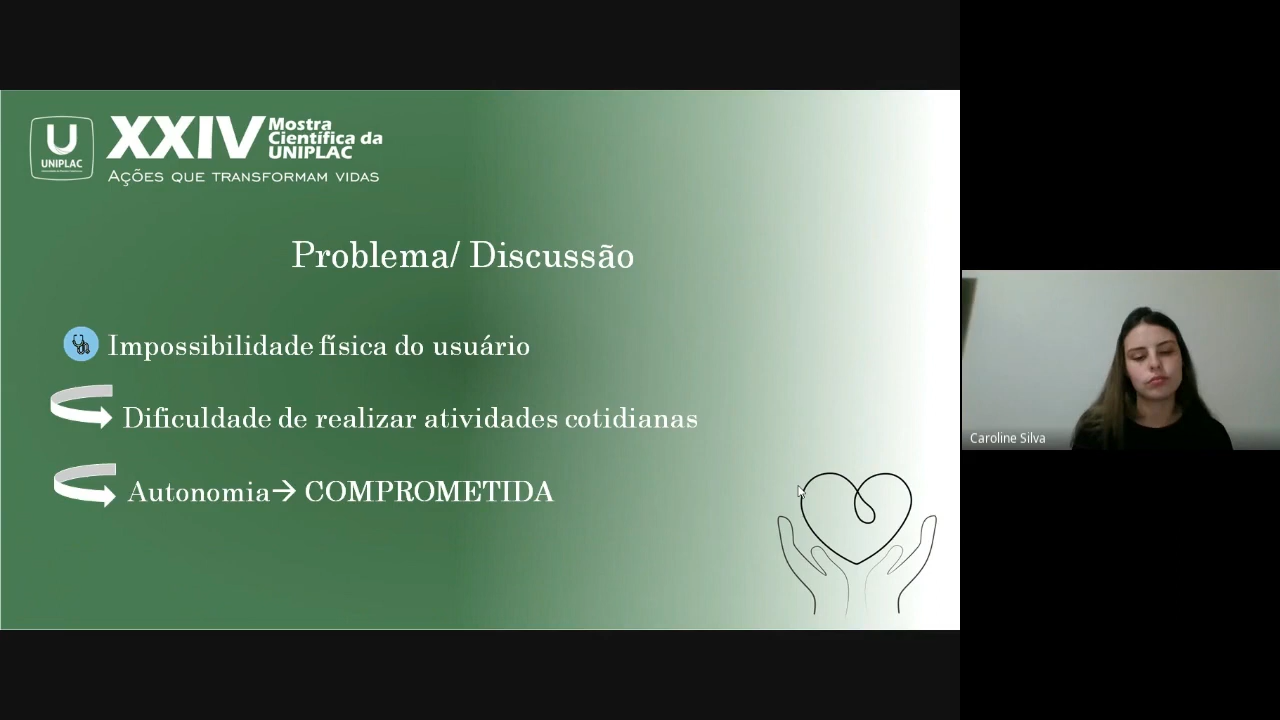 U
UNIPLAC
XXIV
Mostra
Científica da
UNIPLAC
AÇÕES QUE TRANSFORMAM VIDAS
Problema/ Discussão
Impossibilidade física do usuário
Dificuldade de realizar atividades cotidianas
Autonomia→ COMPROMETIDA
Caroline Silva